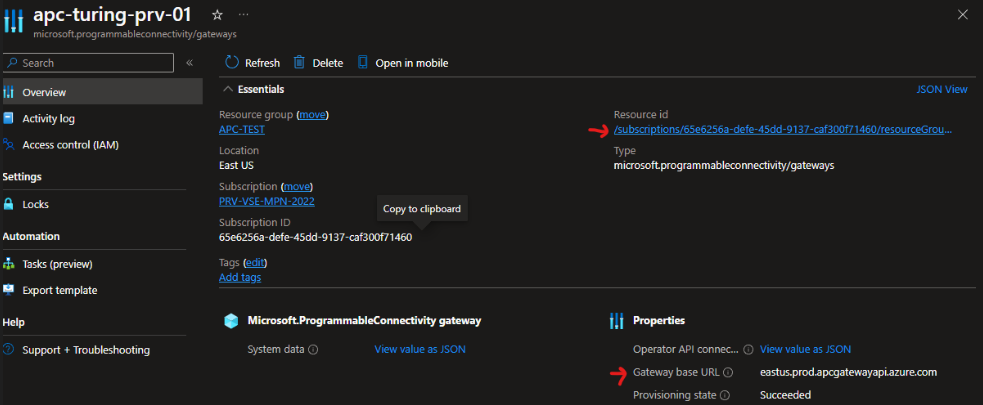 apc-turing-prv-01
microsoft.programmableconnectivity/gateways
Search
Refresh
Delete
Open in mobile
Overview
Activity log
Access control (IAM)
Settings
Locks
Automation
Tasks (preview)
Export template
Help
Support + Troubleshooting
Essentials
JSON View
Resource group (move)
APC-TEST
Location
East US
Subscription (move)
PRV-VSE-MPN-2022
Copy to clipboard
Subscription ID
65e6256a-defe-45dd-9137-caf300f71460
Tags (edit)
Add tags
Resource id
/subscriptions/65e6256a-defe-45dd-9137-caf300f71460/resourceGrou...
Type
microsoft.programmableconnectivity/gateways
Microsoft.ProgrammableConnectivity gateway
System data
View value as JSON
Properties
Operator API connec...
View value as JSON
Gateway base URL
eastus.prod.apcgatewayapi.azure.com
Provisioning state
Succeeded